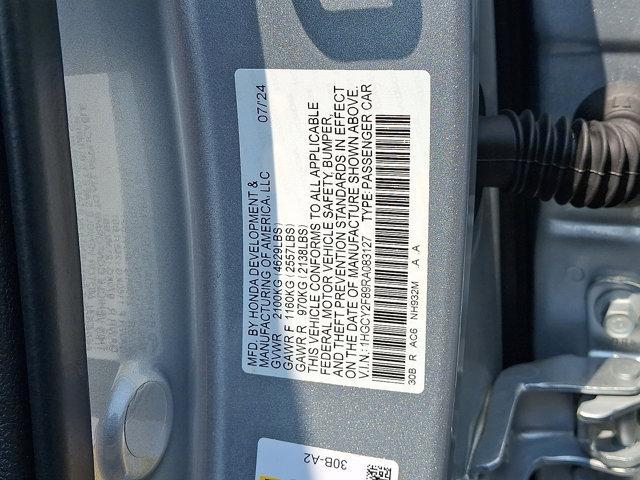 MFD. BY HONDA DEVELOPMENT & 07/24
MANUFACTURING OF AMERICA, LLC
GVWR 2100KG(4629LBS)
GAWR F 1160KG(2557LBS)
GAWR R 970KG(2138LBS)
THIS VEHICLE CONFORMS TO ALL APPLICABLE
FEDERAL MOTOR VEHICLE SAFETY, BUMPER,
AND THEFT PREVENTION STANDARDS IN EFFECT
ON THE DATE OF MANUFACTURE SHOWN ABOVE.
V.I.N.:1HGCY2F89RA083127 TYPE:PASSENGER CAR
30B R AC6 NH932M A A
30B-A2